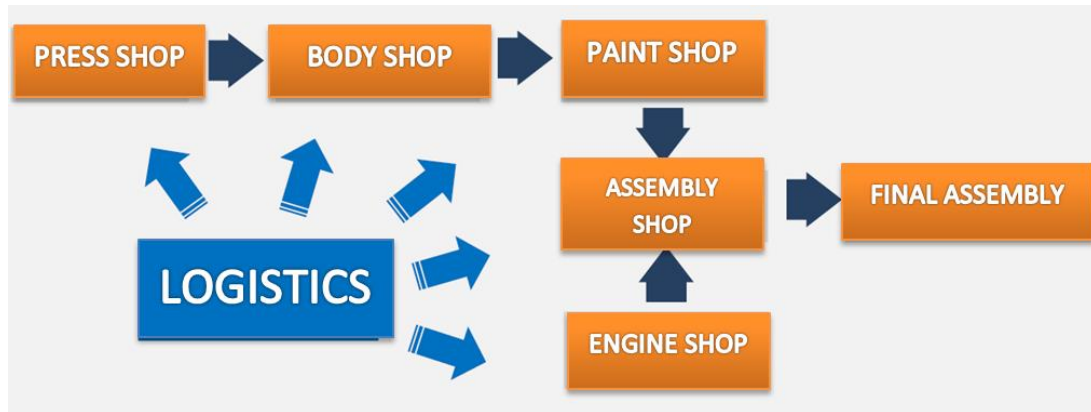 PRESS SHOP
BODY SHOP
PAINT SHOP
ASSEMBLY
SHOP
FINAL ASSEMBLY
LOGISTICS
ENGINE SHOP